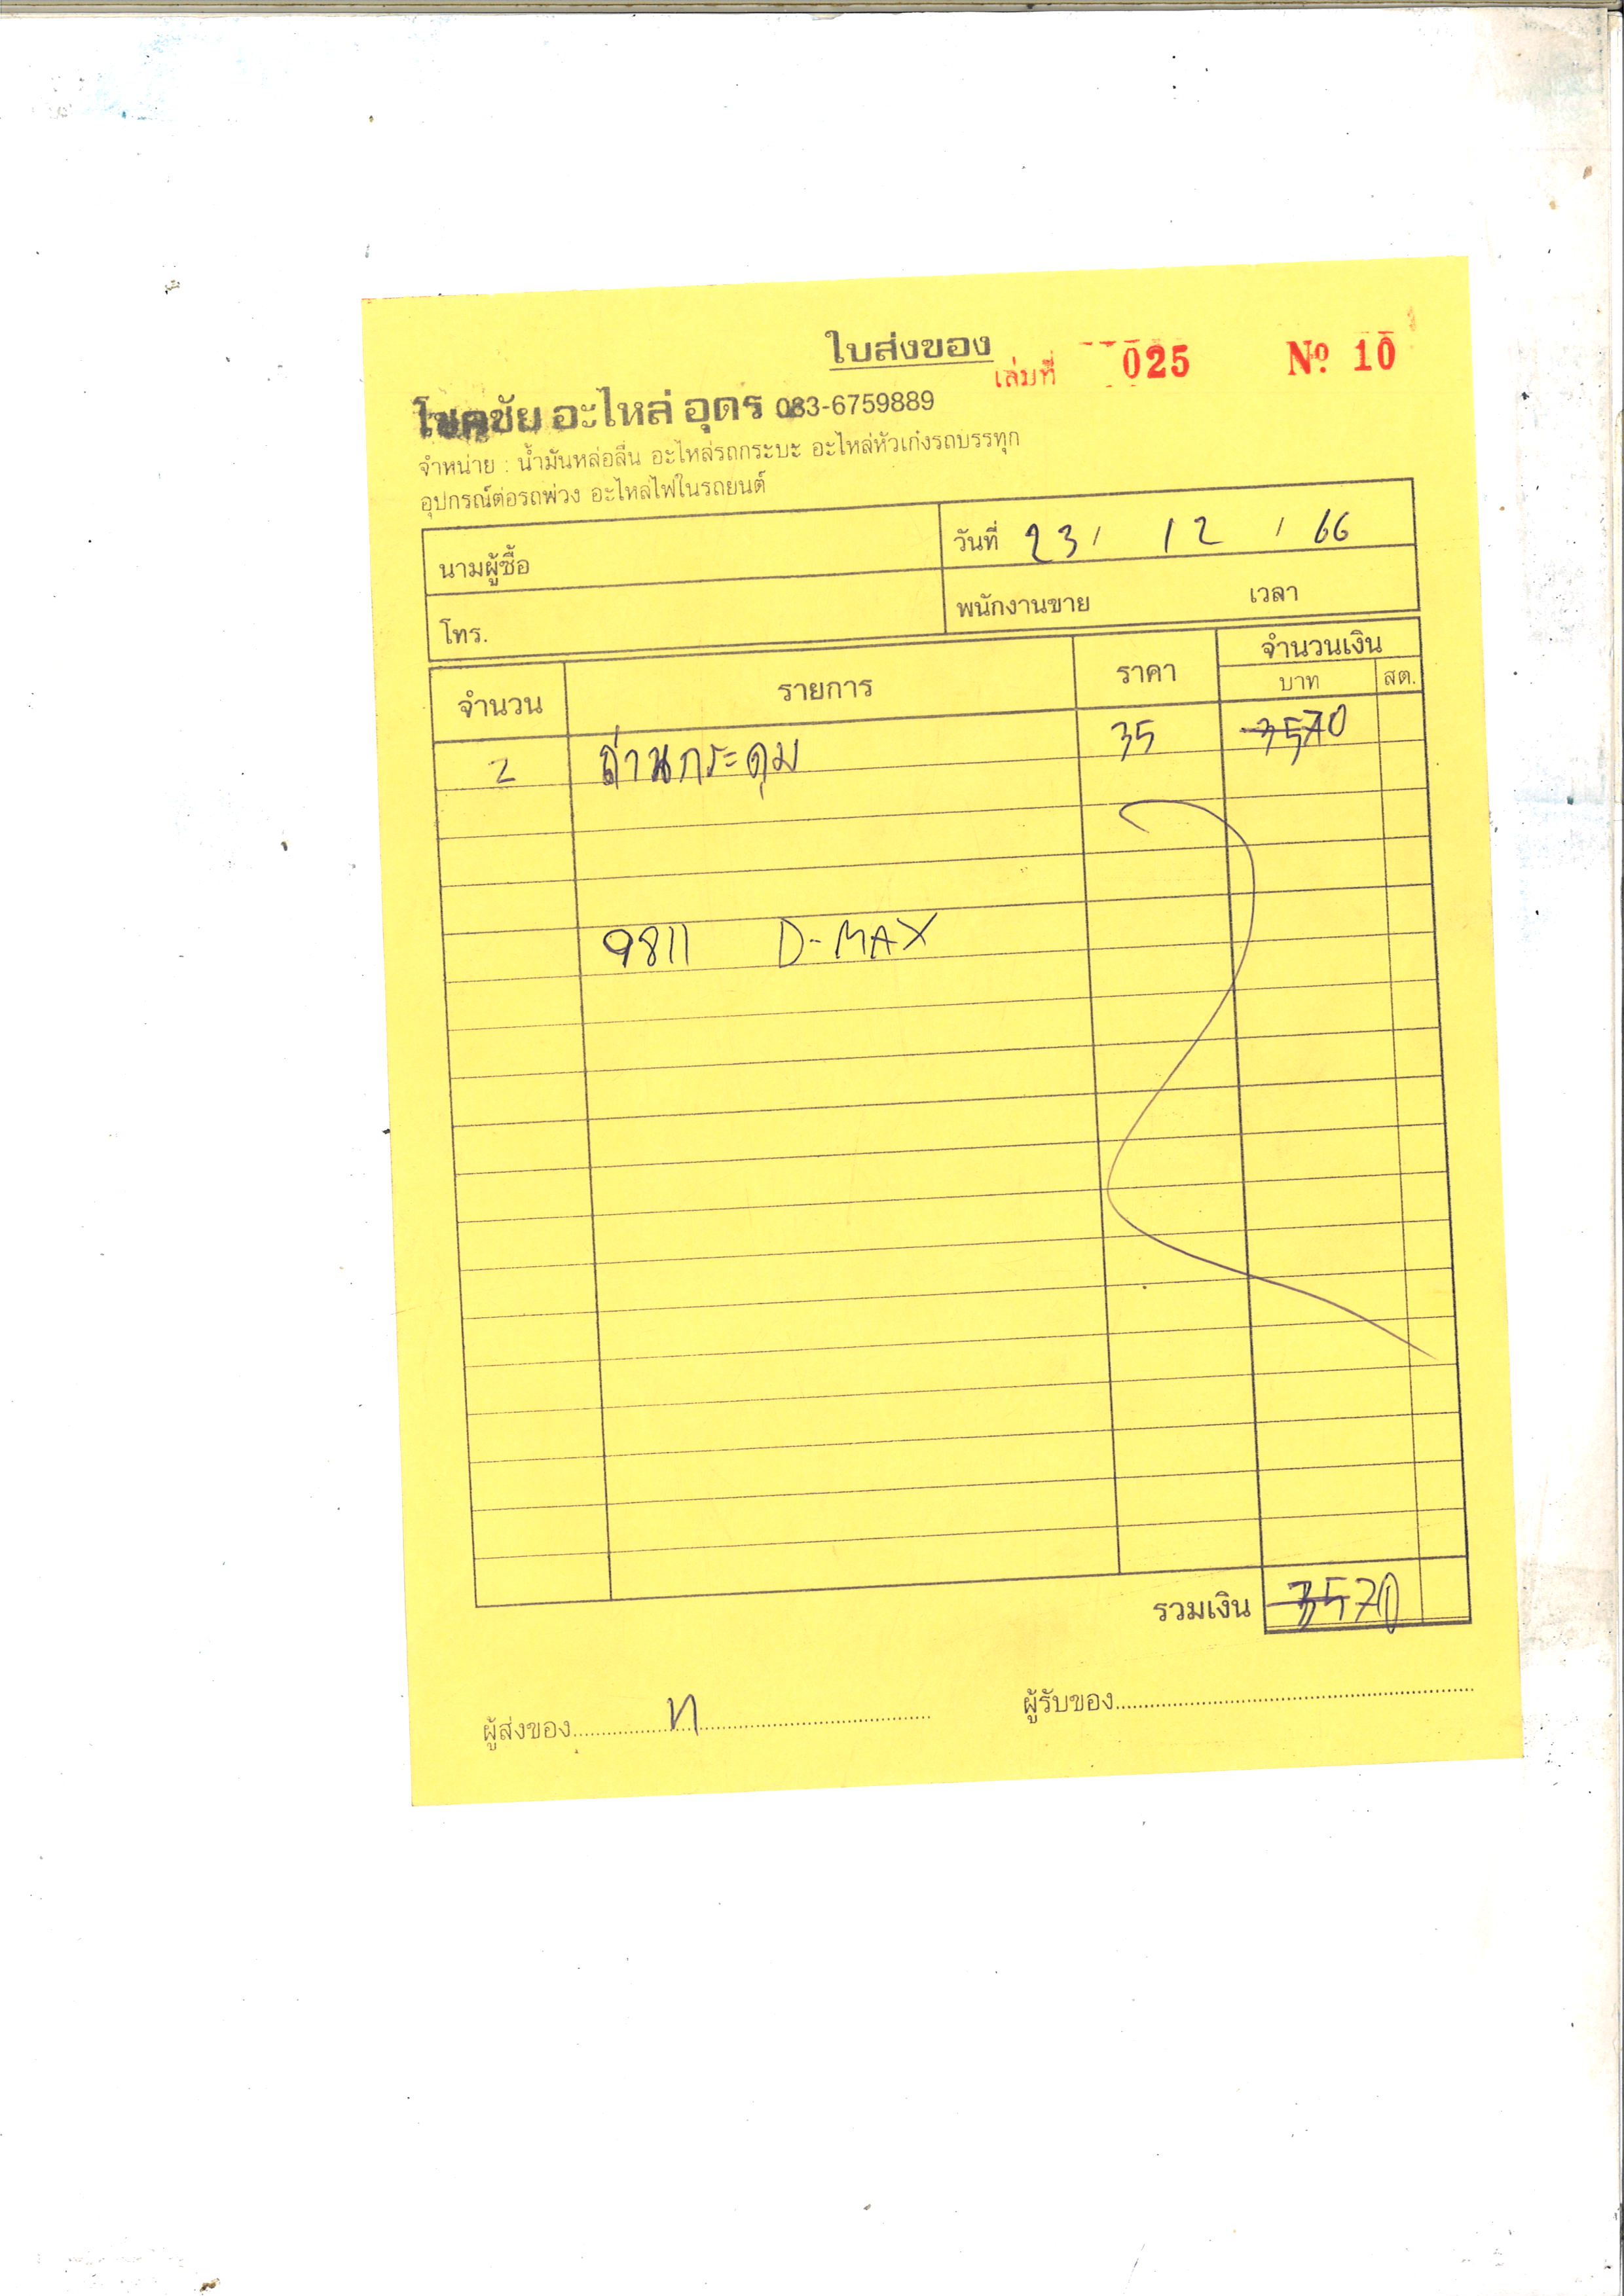 ใบส่งของ
เล่มที่ 025 Nº 10
โชคชัย อะไหล่ อุดร 083-6759889
จำหน่าย : น้ำมันหล่อลื่น อะไหล่รถกระบะ อะไหล่หัวเก๋งรถบรรทุก
อุปกรณ์ต่อรถพ่วง อะไหล่ไฟในรถยนต์
นามผู้ซื้อ วันที่ 23 / 12 / 66
โทร. พนักงานขาย เวลา
จำนวน รายการ ราคา จำนวนเงิน
บาท สต.
2 ถ่านกระดุม 35 35 70
9811 D-MAX
รวมเงิน 35 70
ผู้ส่งของ ผู้รับของ